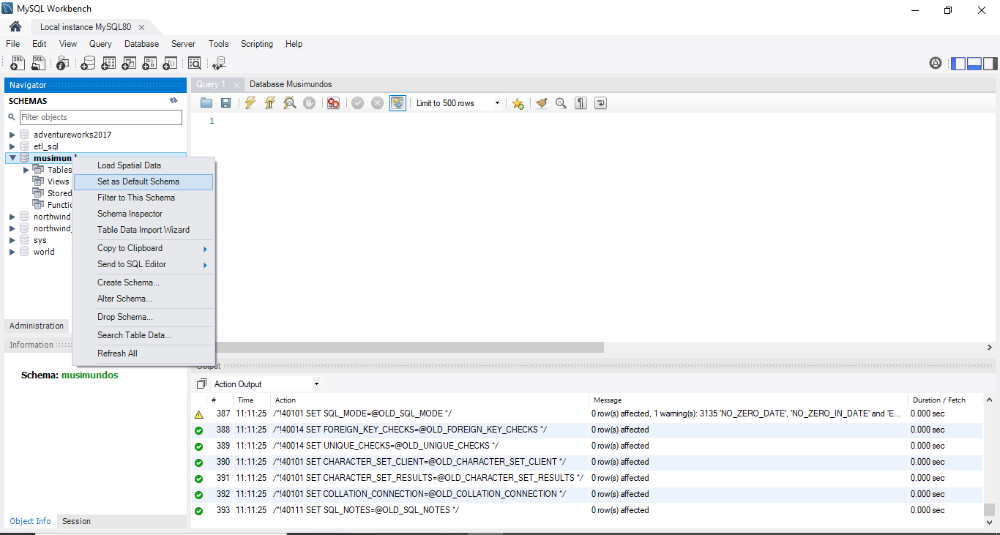 MySQL Workbench
Local instance MySQL80
File Edit View Query Database Server Tools Scripting Help
Navigator
SCHEMAS
Filter objects
adventureworks2017
etl_sql
musimund
Tables
Views
Stored
Functio
northwind
northwind_
sys
world
Load Spatial Data
Set as Default Schema
Filter to This Schema
Schema Inspector
Table Data Import Wizard
Copy to Clipboard
Send to SQL Editor
Create Schema...
Alter Schema...
Drop Schema...
Search Table Data...
Refresh All
Administration
Information
Schema: musimundos
Object Info Session
Query 1 Database Musimundos
Limit to 500 rows
1
Output
Action Output
# Time Action Message Duration / Fetch
387 11:11:25 /*!40101 SET SQL_MODE=@OLD_SQL_MODE */ 0 row(s) affected, 1 warning(s): 3135 'NO_ZERO_DATE', 'NO_ZERO_IN_DATE' and 'E... 0.000 sec
388 11:11:25 /*!40014 SET FOREIGN_KEY_CHECKS=@OLD_FOREIGN_KEY_CHECKS */ 0 row(s) affected 0.000 sec
389 11:11:25 /*!40014 SET UNIQUE_CHECKS=@OLD_UNIQUE_CHECKS */ 0 row(s) affected 0.000 sec
390 11:11:25 /*!40101 SET CHARACTER_SET_CLIENT=@OLD_CHARACTER_SET_CLIENT */ 0 row(s) affected 0.000 sec
391 11:11:25 /*!40101 SET CHARACTER_SET_RESULTS=@OLD_CHARACTER_SET_RESULTS */ 0 row(s) affected 0.000 sec
392 11:11:25 /*!40101 SET COLLATION_CONNECTION=@OLD_COLLATION_CONNECTION */ 0 row(s) affected 0.000 sec
393 11:11:25 /*!40111 SET SQL_NOTES=@OLD_SQL_NOTES */ 0 row(s) affected 0.000 sec